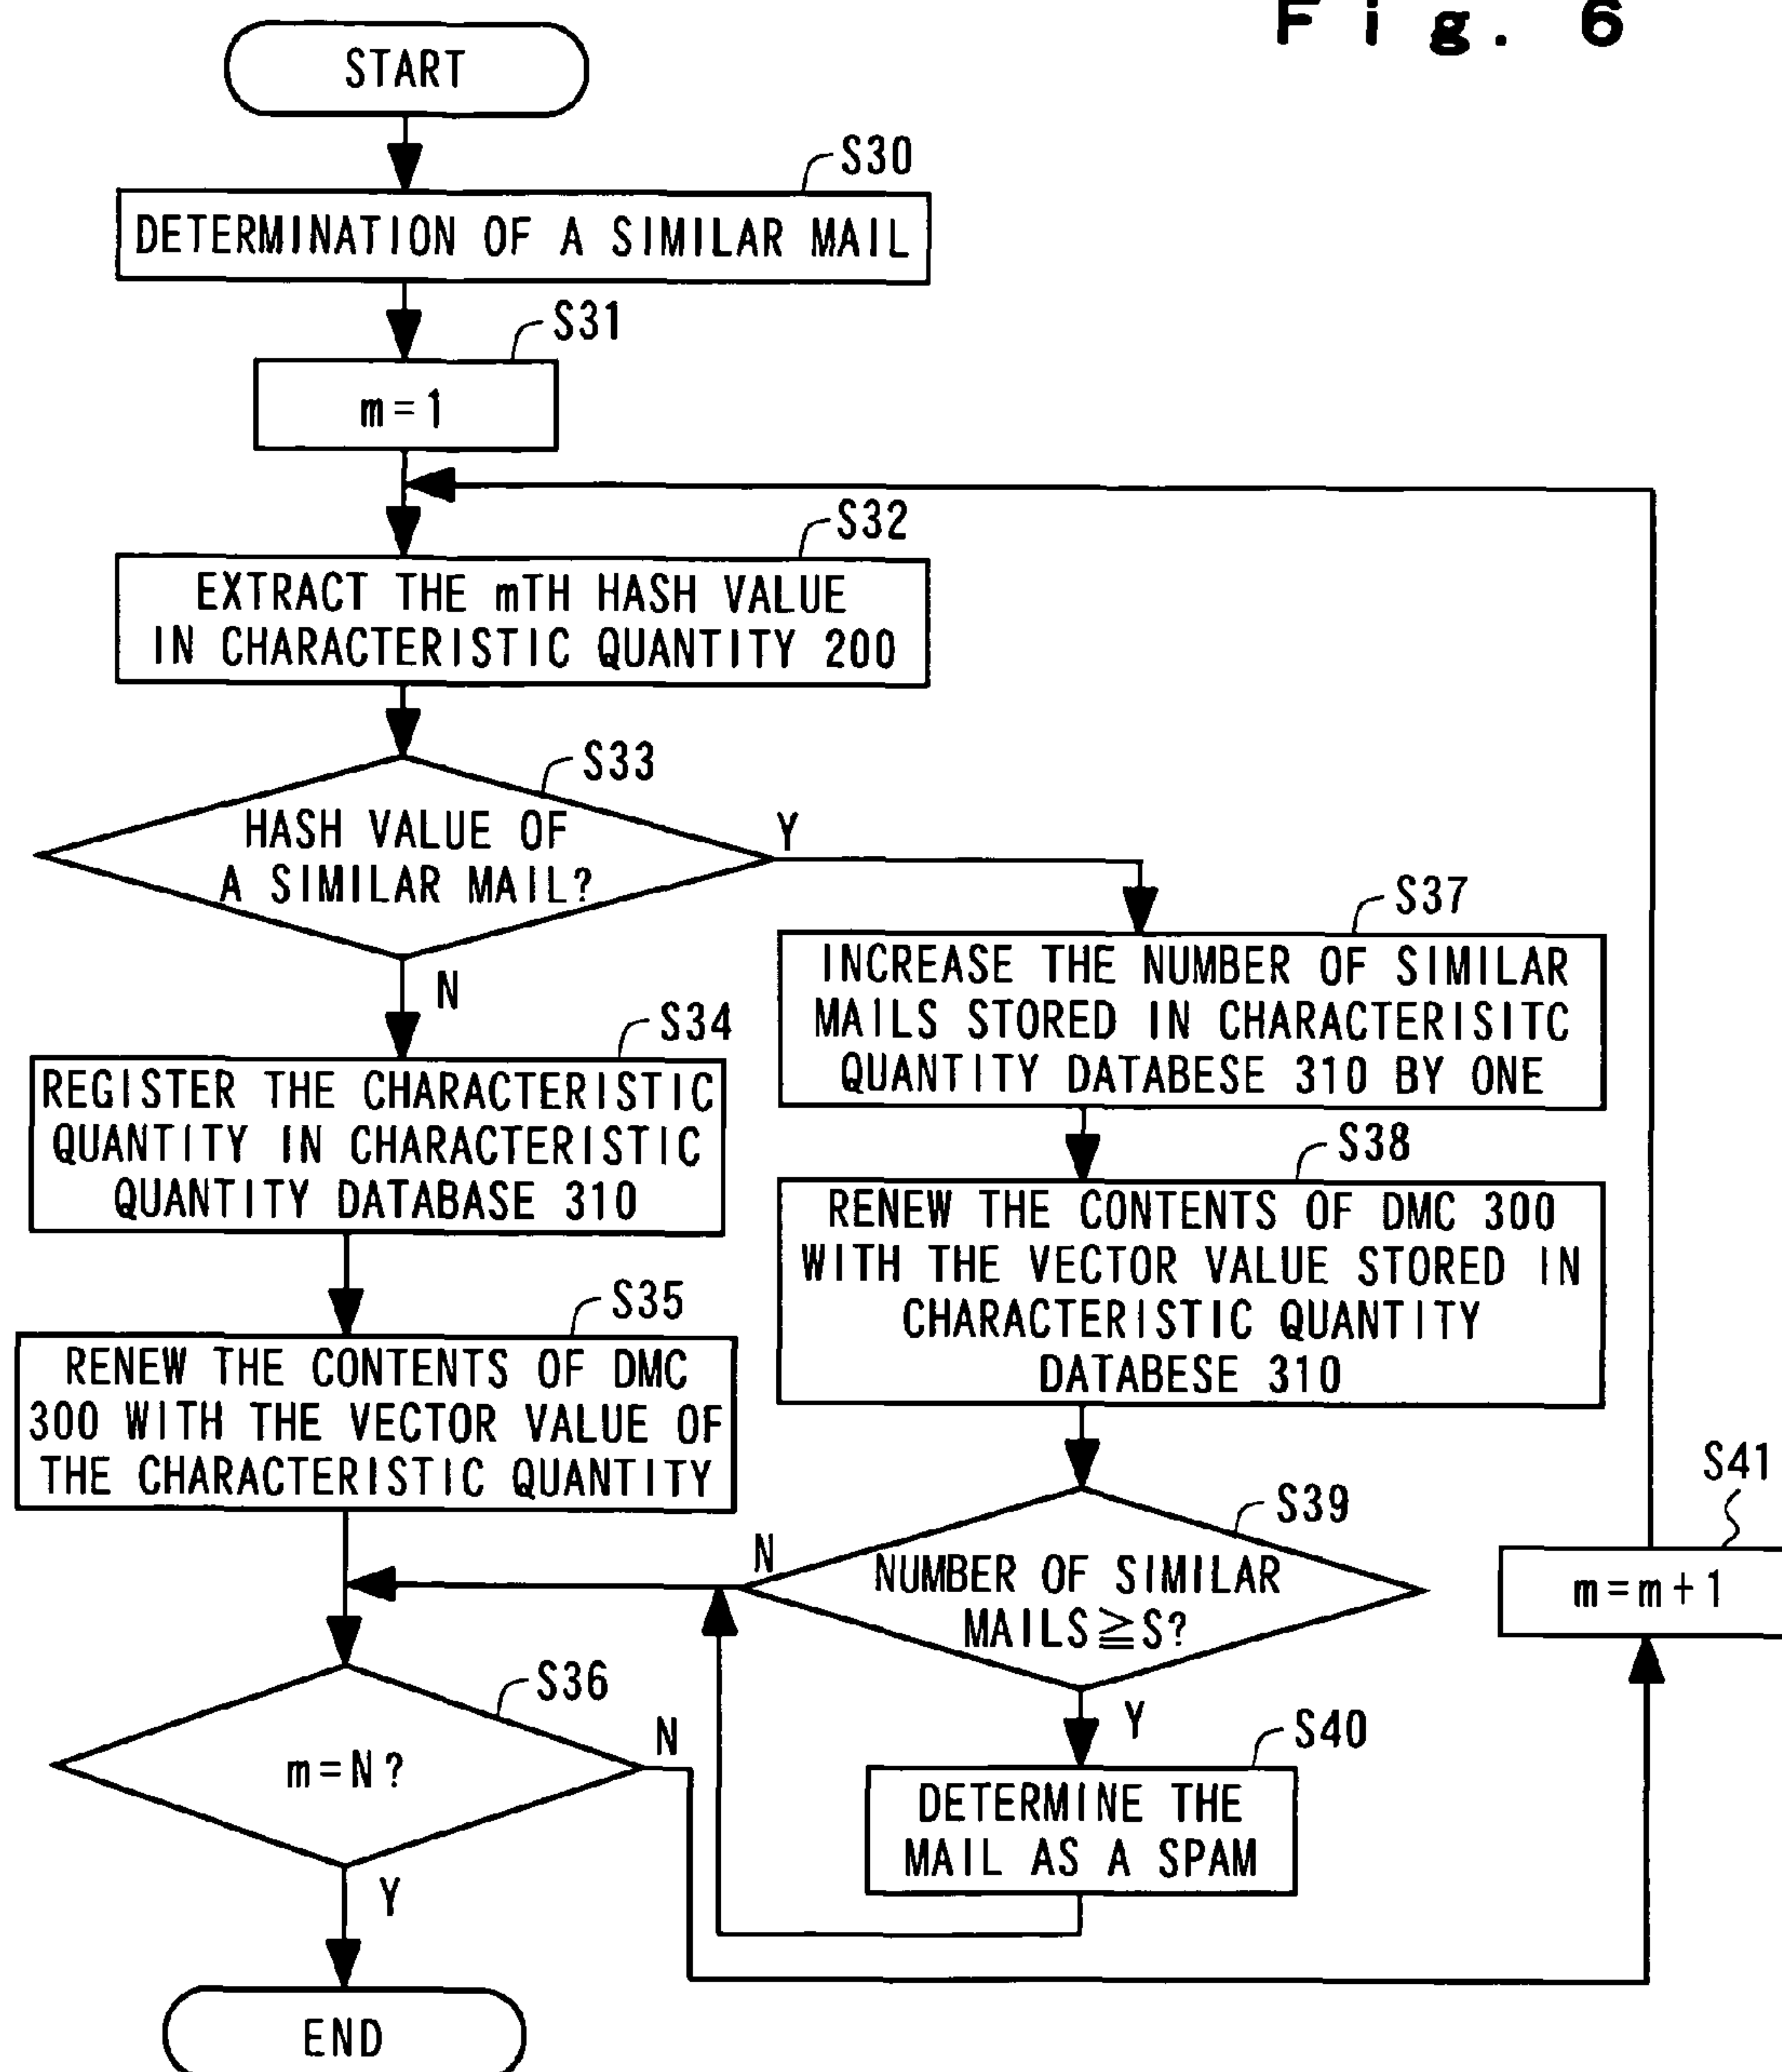 Fig. 6
START
S30
DETERMINATION OF A SIMILAR MAIL
S31
m=1
S32
EXTRACT THE mTH HASH VALUE
IN CHARACTERISTIC QUANTITY 200
S33
HASH VALUE OF
A SIMILAR MAIL?
Y
N
S34
REGISTER THE CHARACTERISTIC
QUANTITY IN CHARACTERISTIC
QUANTITY DATABASE 310
S35
RENEW THE CONTENTS OF DMC
300 WITH THE VECTOR VALUE OF
THE CHARACTERISTIC QUANTITY
S36
m=N?
N
Y
END
S37
INCREASE THE NUMBER OF SIMILAR
MAILS STORED IN CHARACTERISITC
QUANTITY DATABESE 310 BY ONE
S38
RENEW THE CONTENTS OF DMC 300
WITH THE VECTOR VALUE STORED IN
CHARACTERISTIC QUANTITY
DATABESE 310
S39
NUMBER OF SIMILAR
MAILS≧S?
N
Y
S40
DETERMINE THE
MAIL AS A SPAM
S41
m=m+1